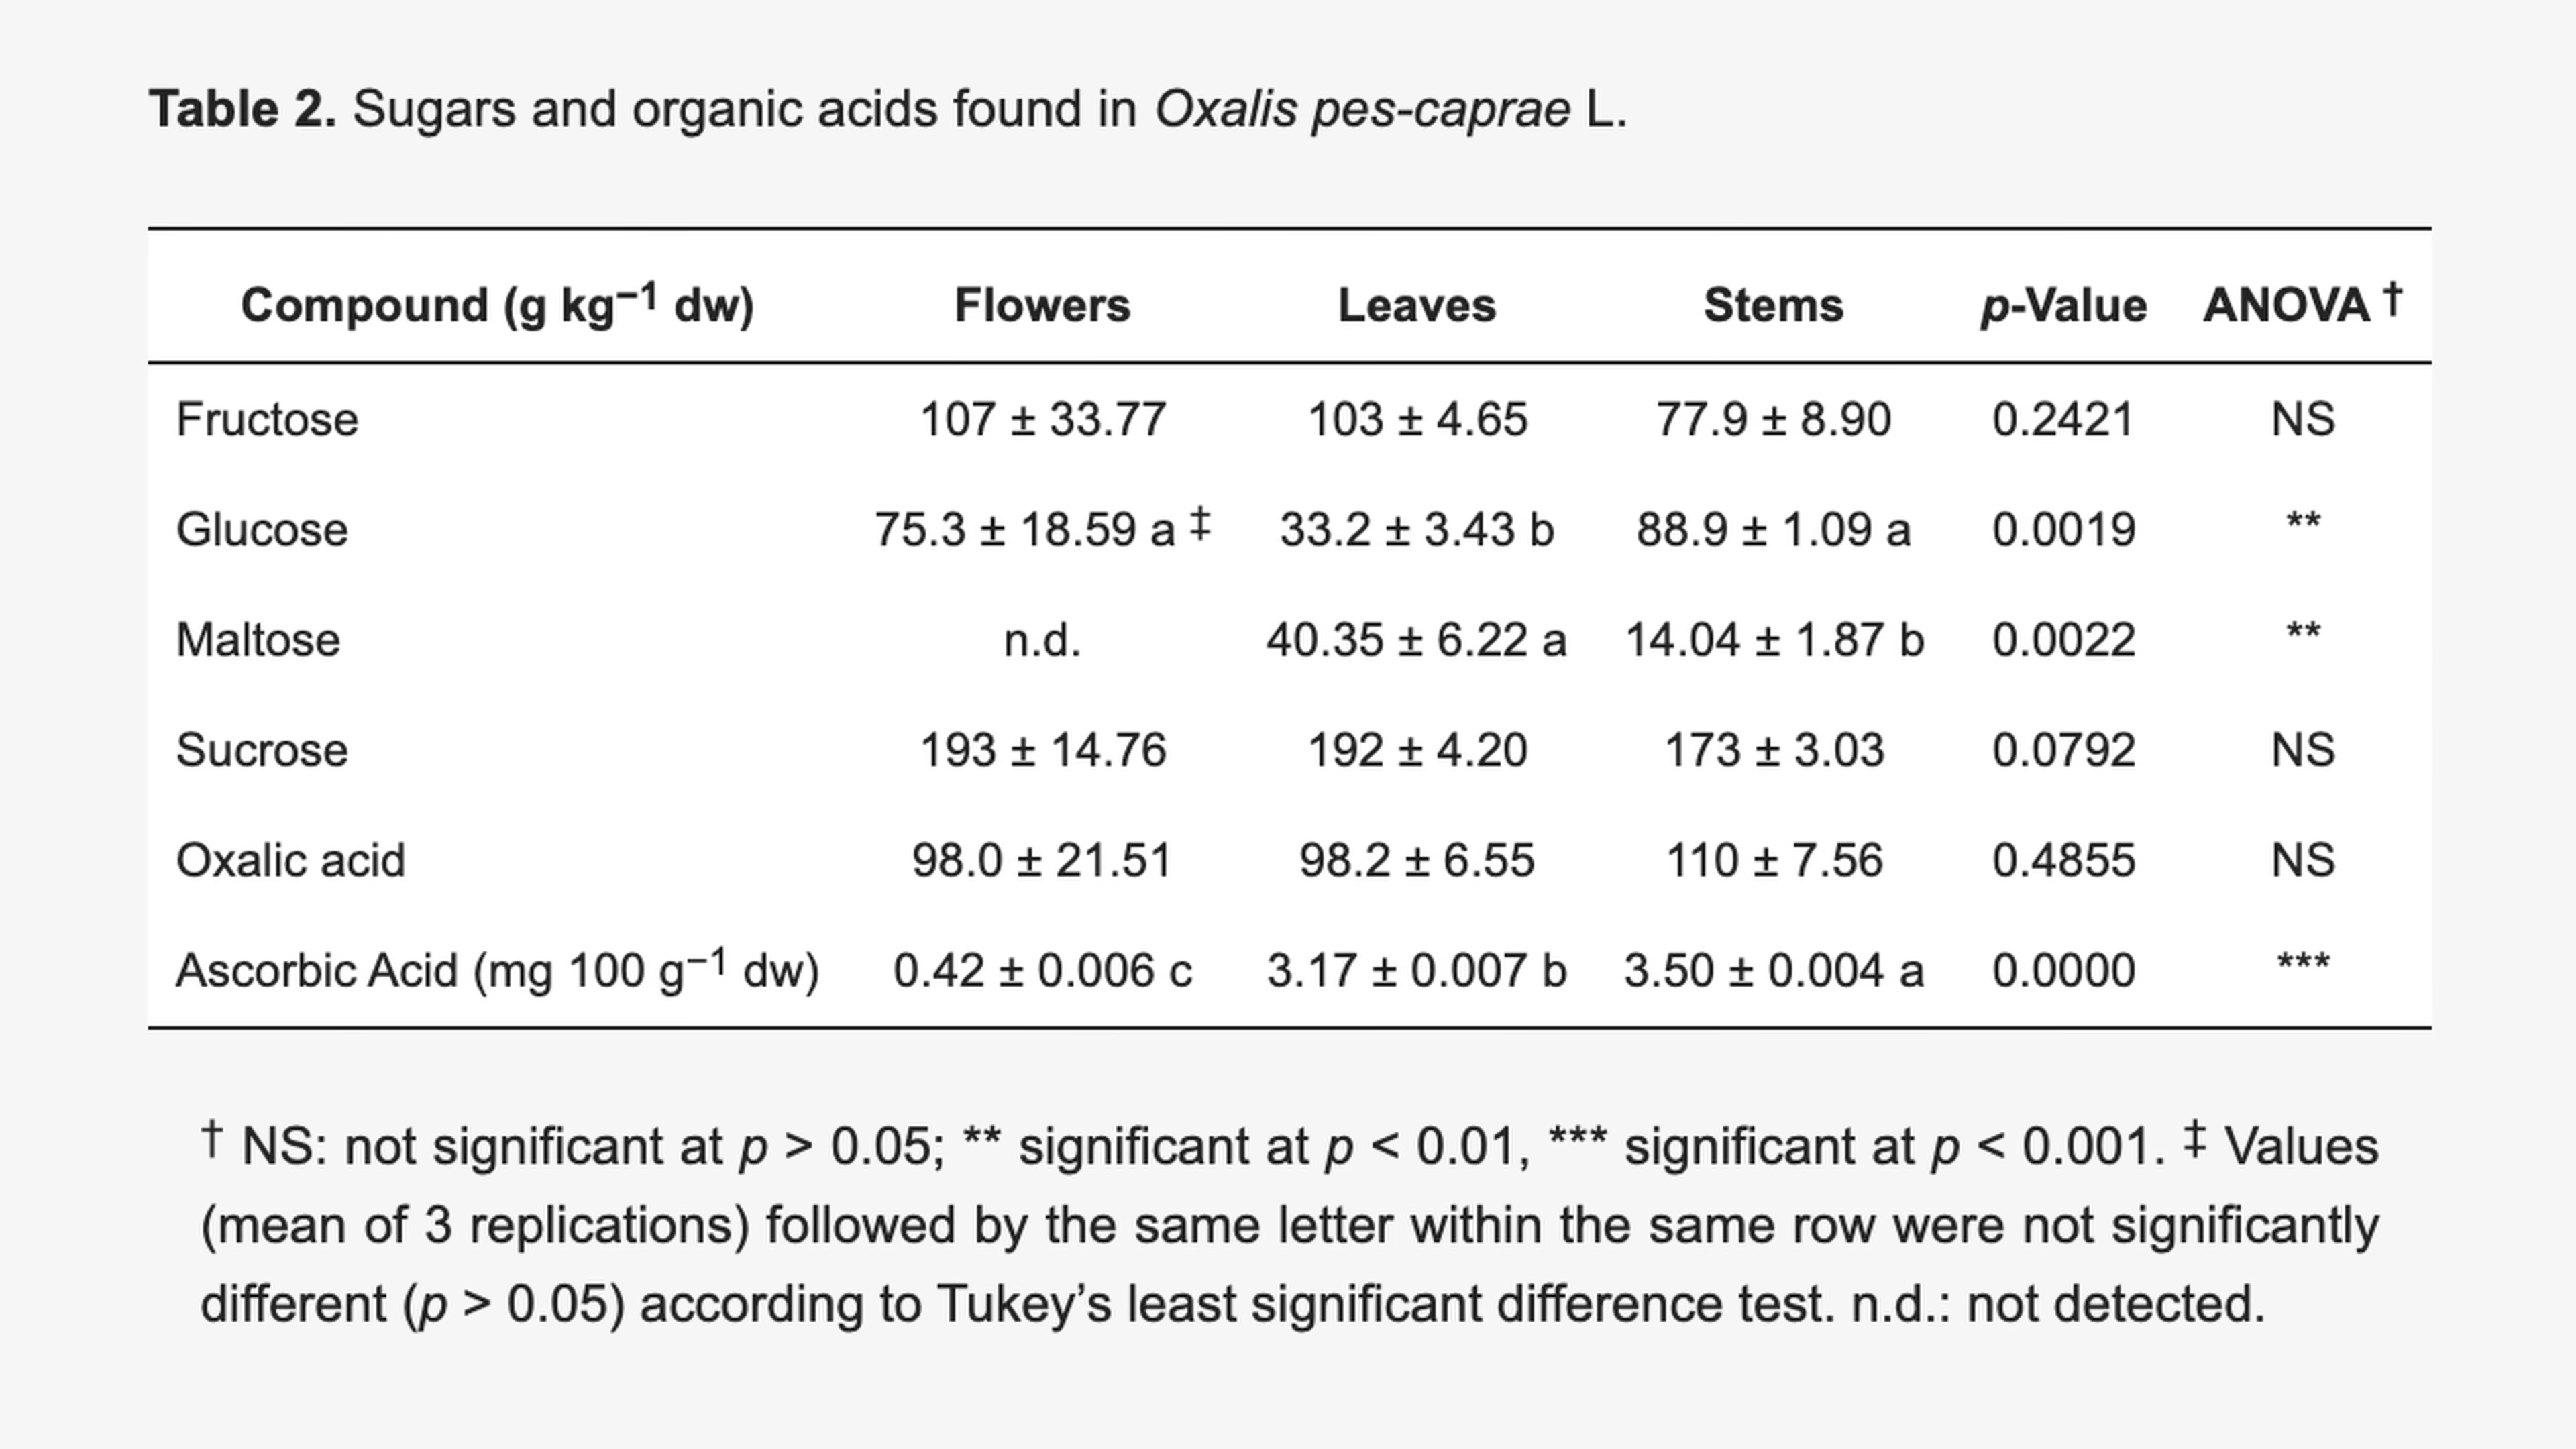 Table 2. Sugars and organic acids found in Oxalis pes-caprae L.
Compound (g kg⁻¹ dw) Flowers Leaves Stems p-Value ANOVA †
Fructose 107 ± 33.77 103 ± 4.65 77.9 ± 8.90 0.2421 NS
Glucose 75.3 ± 18.59 a ‡ 33.2 ± 3.43 b 88.9 ± 1.09 a 0.0019 **
Maltose n.d. 40.35 ± 6.22 a 14.04 ± 1.87 b 0.0022 **
Sucrose 193 ± 14.76 192 ± 4.20 173 ± 3.03 0.0792 NS
Oxalic acid 98.0 ± 21.51 98.2 ± 6.55 110 ± 7.56 0.4855 NS
Ascorbic Acid (mg 100 g⁻¹ dw) 0.42 ± 0.006 c 3.17 ± 0.007 b 3.50 ± 0.004 a 0.0000 ***
† NS: not significant at p > 0.05; ** significant at p < 0.01, *** significant at p < 0.001. ‡ Values
(mean of 3 replications) followed by the same letter within the same row were not significantly
different (p > 0.05) according to Tukey’s least significant difference test. n.d.: not detected.